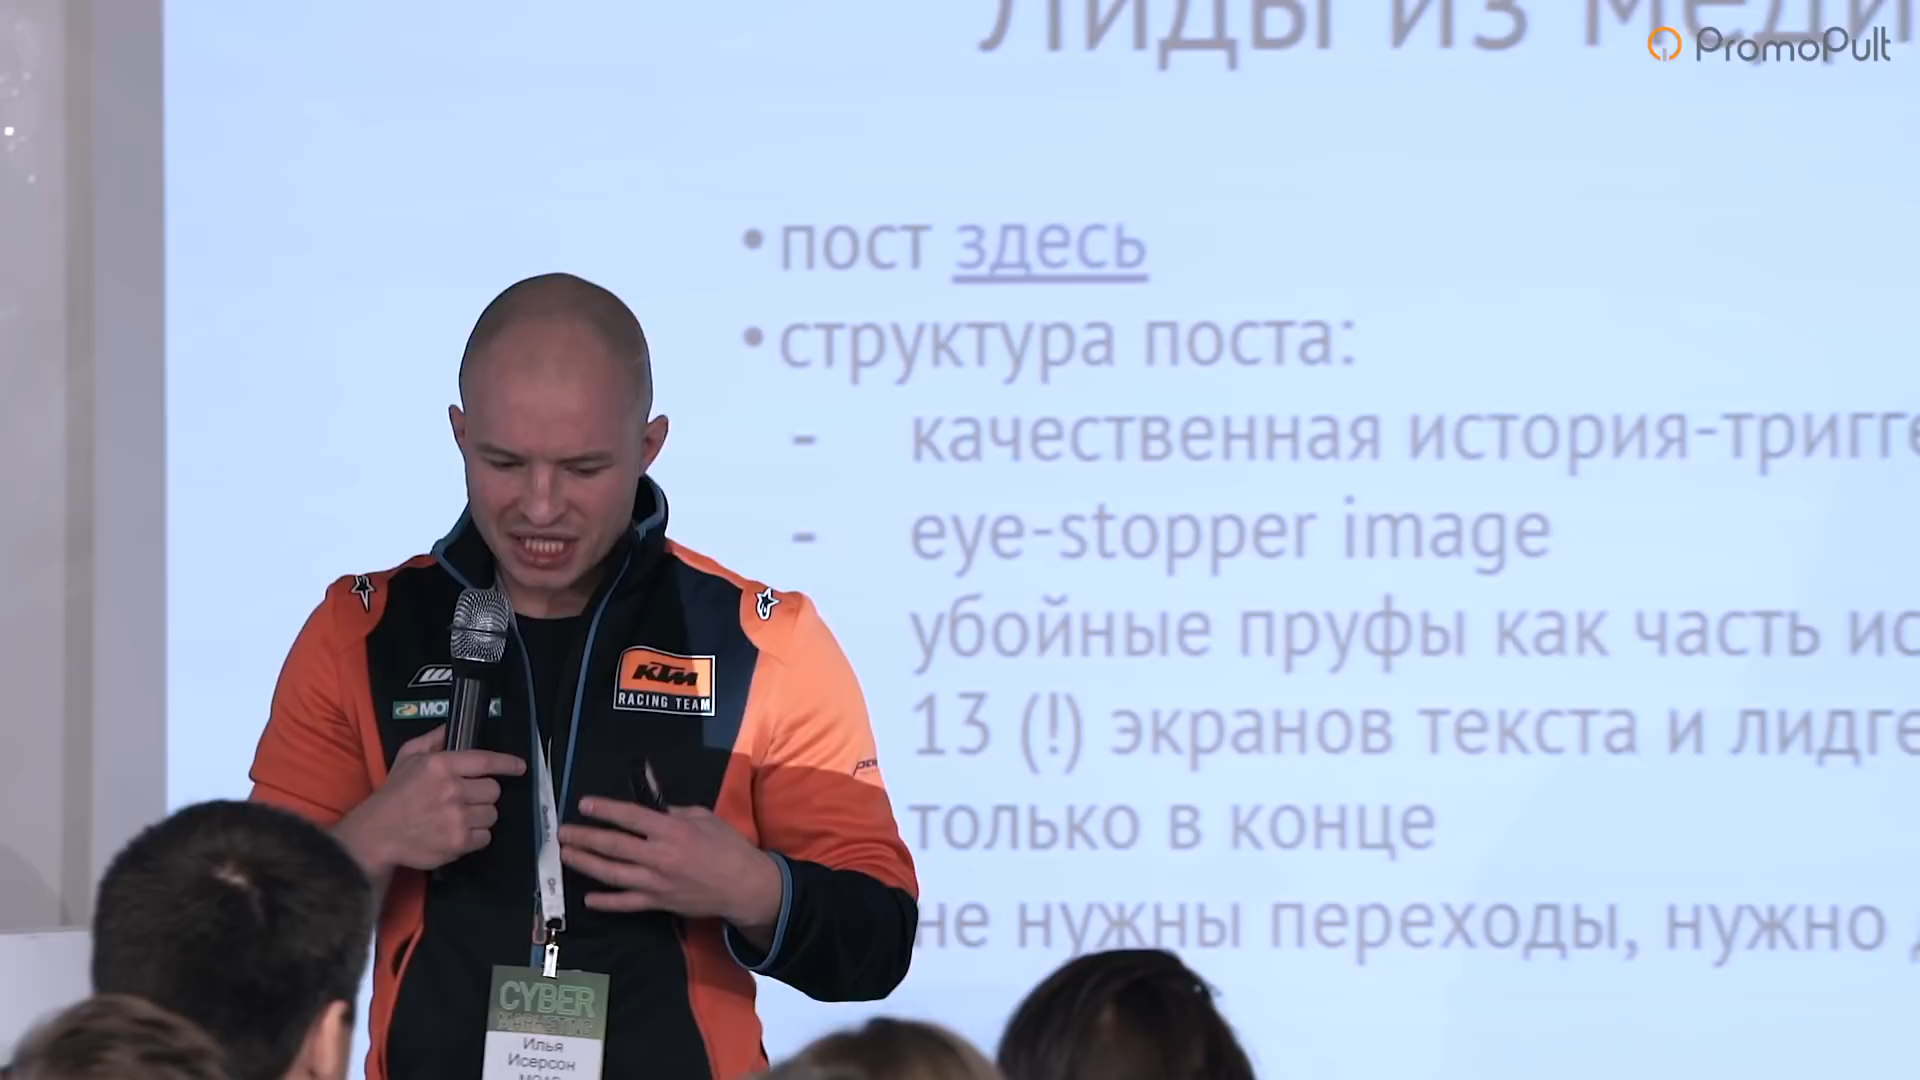 Лиды из меди
PromoPult
• пост здесь
• структура поста:
- качественная история-тригге
- eye-stopper image
убойные пруфы как часть ис
13 (!) экранов текста и лидге
только в конце
не нужны переходы, нужно
KTM
RACING TEAM
CYBER
MARKETING
Илья
Исерсон